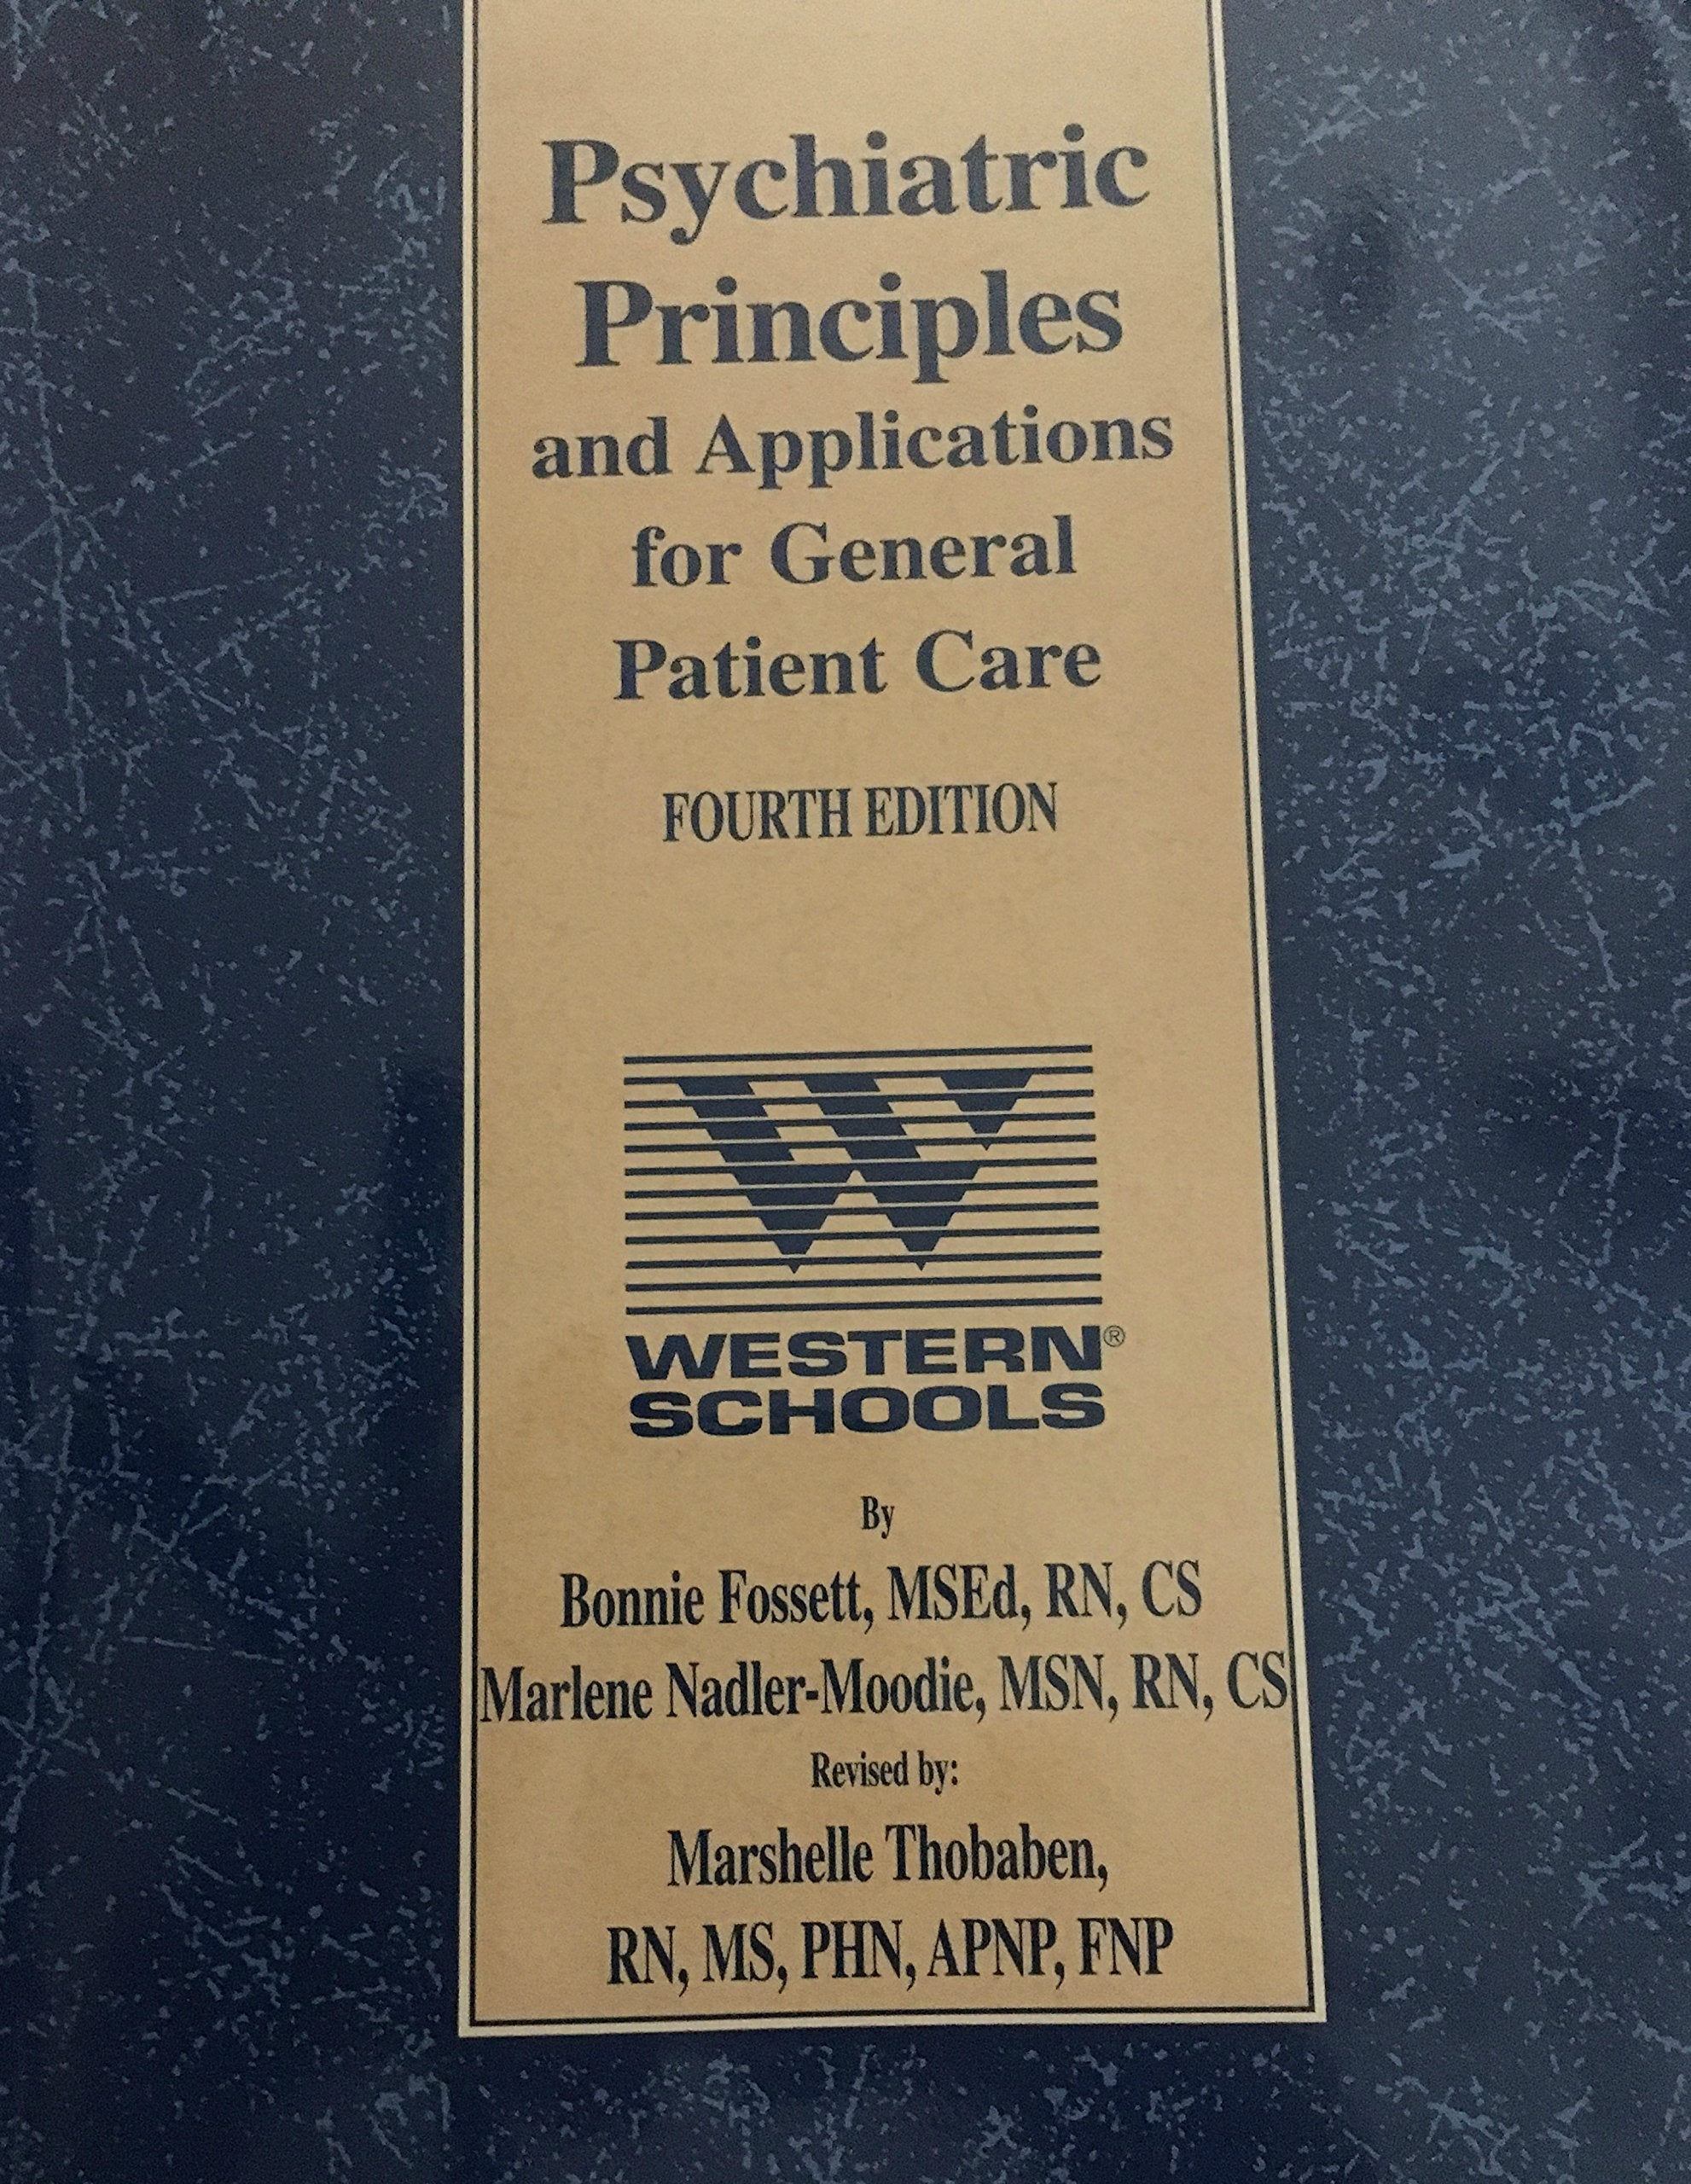 Psychiatric
Principles
and Applications
for General
Patient Care
FOURTH EDITION
WESTERN®
SCHOOLS
By
Bonnie Fossett, MSEd, RN, CS
Marlene Nadler-Moodie, MSN, RN, CS
Revised by:
Marshelle Thobaben,
RN, MS, PHN, APNP, FNP